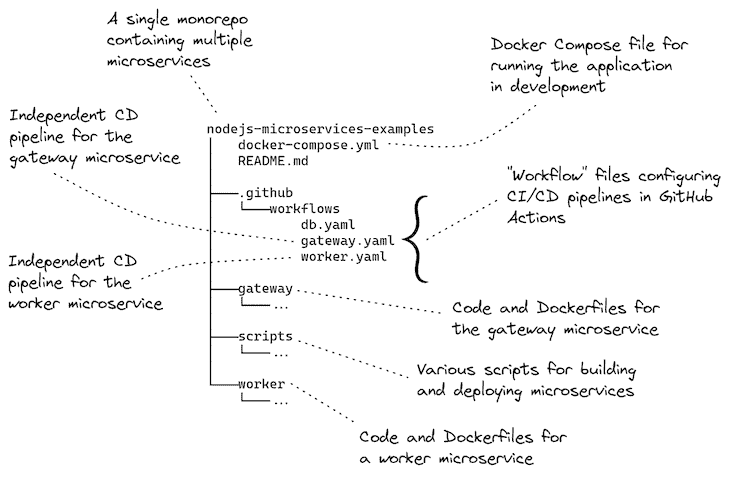 A single monorepo
containing multiple
microservices
Docker Compose file for
running the application
in development
Independent CD
pipeline for the
gateway microservice
nodejs-microservices-examples
docker-compose.yml
README.md
"Workflow" files configuring
CI/CD pipelines in GitHub
Actions
.github
workflows
db.yaml
gateway.yaml
worker.yaml
Independent CD
pipeline for the
worker microservice
gateway
...
Code and Dockerfiles for
the gateway microservice
scripts
...
Various scripts for building
and deploying microservices
worker
...
Code and Dockerfiles for
a worker microservice